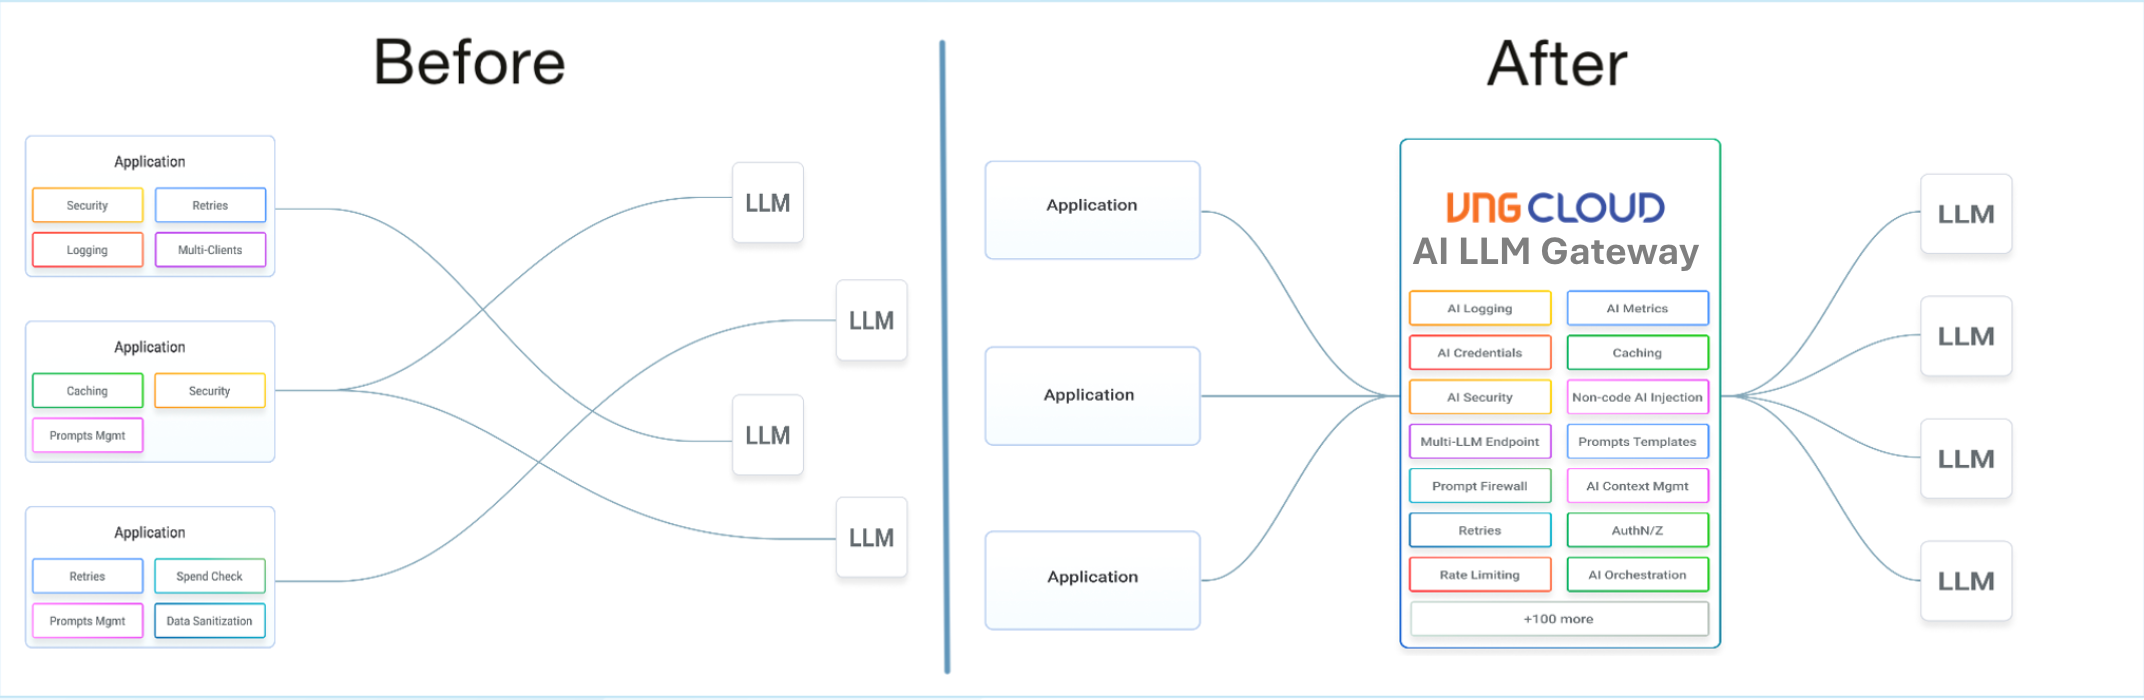 Before
Application
Security
Retries
Logging
Multi-Clients
Application
Caching
Security
Prompts Mgmt
Application
Retries
Spend Check
Prompts Mgmt
Data Sanitization
LLM
LLM
LLM
LLM
After
Application
Application
Application
VNG CLOUD
AI LLM Gateway
AI Logging
AI Metrics
AI Credentials
Caching
AI Security
Non-code AI Injection
Multi-LLM Endpoint
Prompts Templates
Prompt Firewall
AI Context Mgmt
Retries
AuthN/Z
Rate Limiting
AI Orchestration
+100 more
LLM
LLM
LLM
LLM